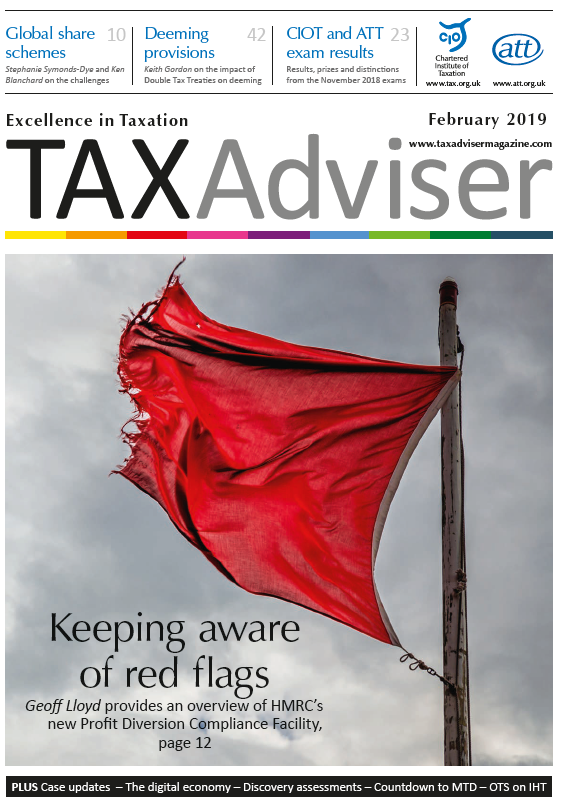 Global share 10
schemes
Stephanie Symonds-Dye and Ken
Blanchard on the challenges
Deeming 42
provisions
Keith Gordon on the impact of
Double Tax Treaties on deeming
CIOT and ATT 23
exam results
Results, prizes and distinctions
from the November 2018 exams
CIOT
Chartered
Institute of
Taxation
www.tax.org.uk
att
www.att.org.uk
Excellence in Taxation
February 2019
www.taxadvisermagazine.com
TAXAdviser
Keeping aware
of red flags
Geoff Lloyd provides an overview of HMRC's
new Profit Diversion Compliance Facility,
page 12
PLUS Case updates – The digital economy – Discovery assessments – Countdown to MTD – OTS on IHT